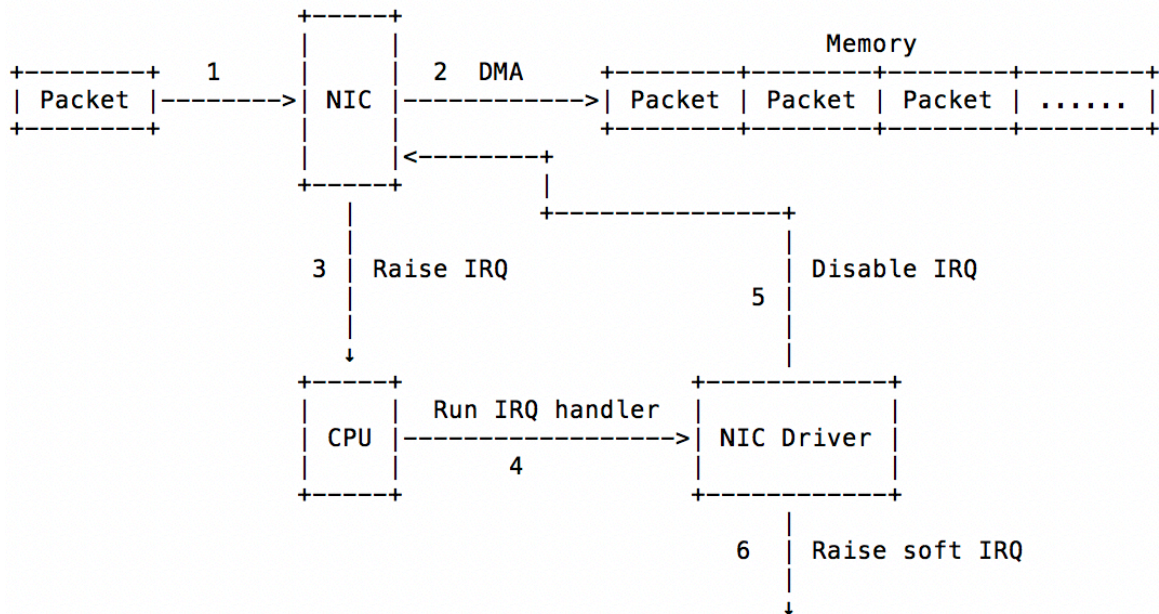 Memory
1
2 DMA
Packet
NIC
Packet
Packet
Packet
......
3
Raise IRQ
Disable IRQ
5
Run IRQ handler
CPU
NIC Driver
4
6
Raise soft IRQ